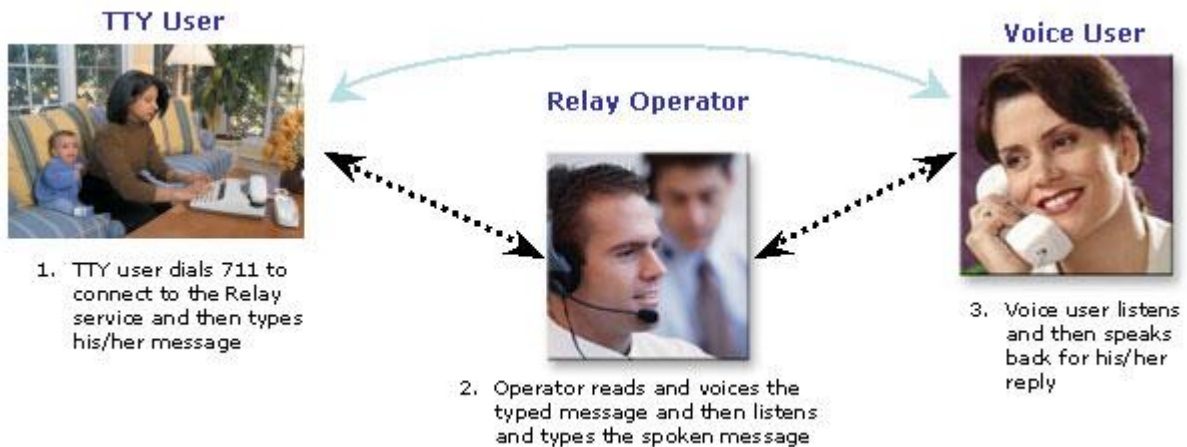 TTY User
1. TTY user dials 711 to
connect to the Relay
service and then types
his/her message
Relay Operator
2. Operator reads and voices the
typed message and then listens
and types the spoken message
Voice User
3. Voice user listens
and then speaks
back for his/her
reply